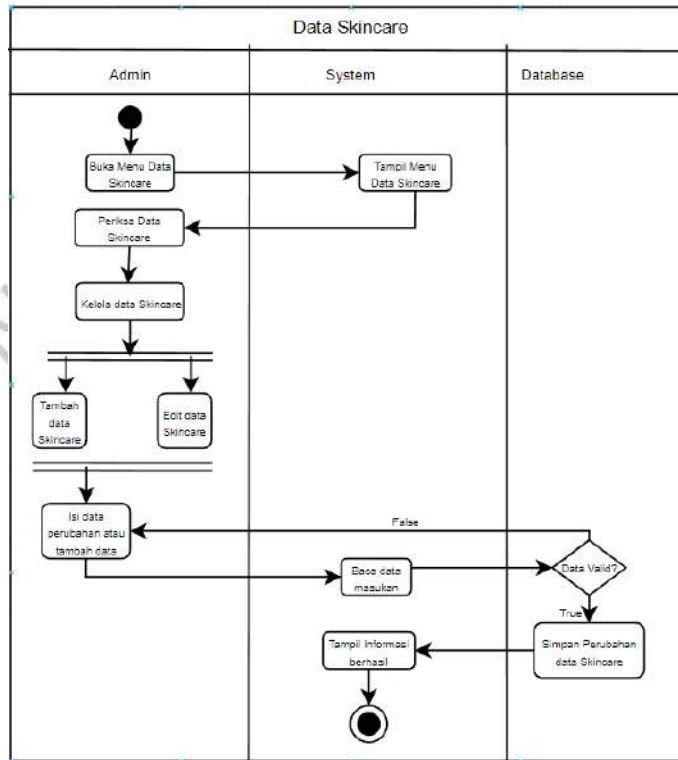 Data Skincare
Admin
System
Database
Buka Menu Data
Skincare
Tampil Menu
Data Skincare
Periksa Data
Skincare
Kelola data Skincare
Tambah
data
Skincare
Edit data
Skincare
Isi data
perubahan atau
tambah data
False
Baca data
masukan
Data Valid?
True
Tampil Informasi
berhasil
Simpan Perubahan
data Skincare